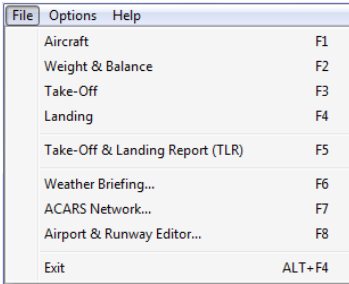 File Options Help
Aircraft F1
Weight & Balance F2
Take-Off F3
Landing F4
Take-Off & Landing Report (TLR) F5
Weather Briefing... F6
ACARS Network... F7
Airport & Runway Editor... F8
Exit ALT+F4